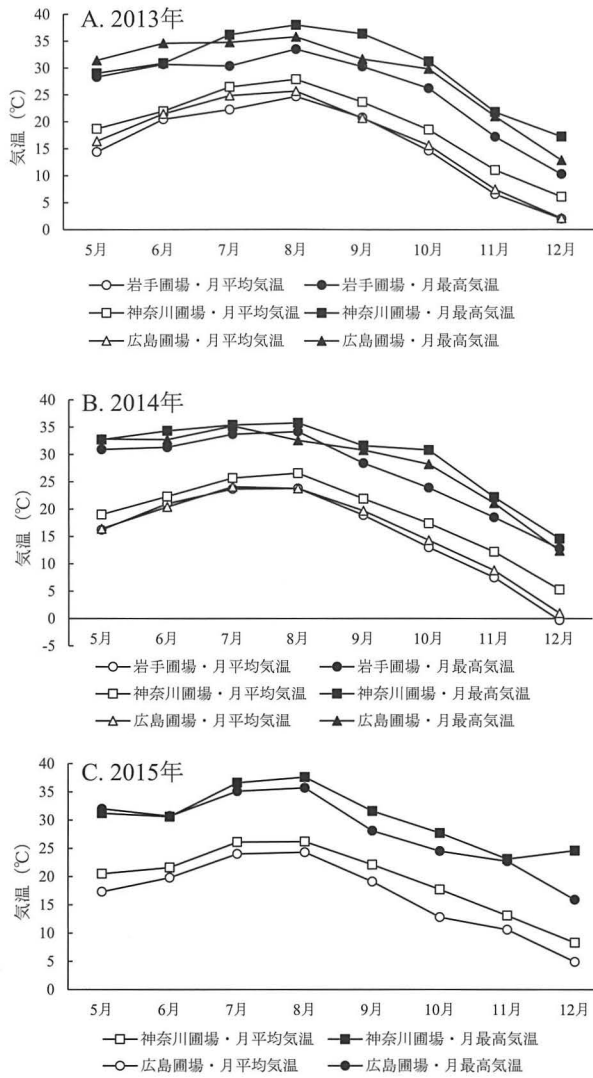 A. 2013年
40
35
30
25
20
15
10
5
0
気温（℃）
5月 6月 7月 8月 9月 10月 11月 12月
岩手圃場・月平均気温 岩手圃場・月最高気温
神奈川圃場・月平均気温 神奈川圃場・月最高気温
広島圃場・月平均気温 広島圃場・月最高気温
B. 2014年
40
35
30
25
20
15
10
5
0
-5
気温（℃）
5月 6月 7月 8月 9月 10月 11月 12月
岩手圃場・月平均気温 岩手圃場・月最高気温
神奈川圃場・月平均気温 神奈川圃場・月最高気温
広島圃場・月平均気温 広島圃場・月最高気温
C. 2015年
40
35
30
25
20
15
10
5
0
気温（℃）
5月 6月 7月 8月 9月 10月 11月 12月
神奈川圃場・月平均気温 神奈川圃場・月最高気温
広島圃場・月平均気温 広島圃場・月最高気温